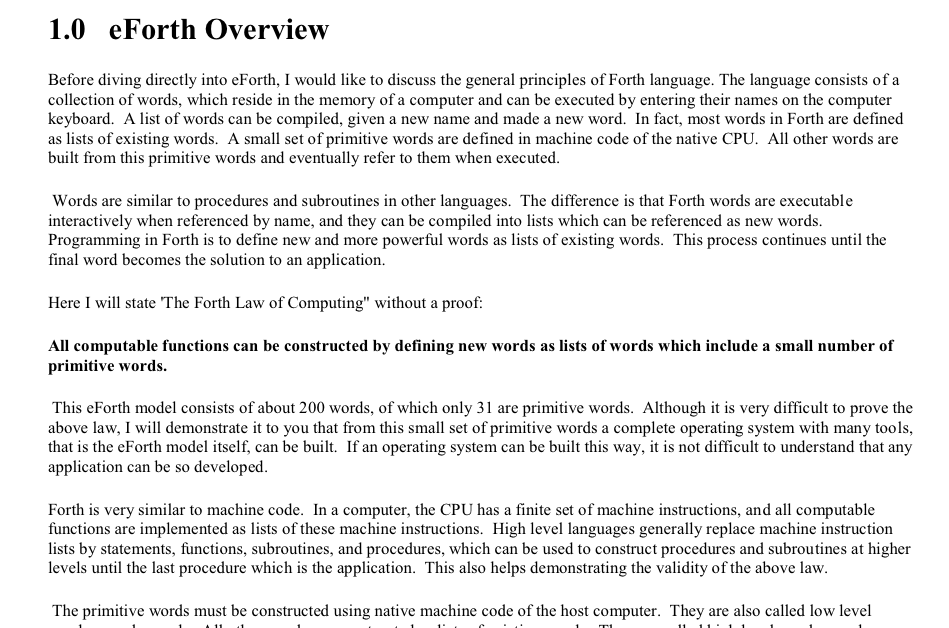 1.0 eForth Overview
Before diving directly into eForth, I would like to discuss the general principles of Forth language. The language consists of a
collection of words, which reside in the memory of a computer and can be executed by entering their names on the computer
keyboard. A list of words can be compiled, given a new name and made a new word. In fact, most words in Forth are defined
as lists of existing words. A small set of primitive words are defined in machine code of the native CPU. All other words are
built from this primitive words and eventually refer to them when executed.
Words are similar to procedures and subroutines in other languages. The difference is that Forth words are executable
interactively when referenced by name, and they can be compiled into lists which can be referenced as new words.
Programming in Forth is to define new and more powerful words as lists of existing words. This process continues until the
final word becomes the solution to an application.
Here I will state 'The Forth Law of Computing" without a proof:
All computable functions can be constructed by defining new words as lists of words which include a small number of
primitive words.
This eForth model consists of about 200 words, of which only 31 are primitive words. Although it is very difficult to prove the
above law, I will demonstrate it to you that from this small set of primitive words a complete operating system with many tools,
that is the eForth model itself, can be built. If an operating system can be built this way, it is not difficult to understand that any
application can be so developed.
Forth is very similar to machine code. In a computer, the CPU has a finite set of machine instructions, and all computable
functions are implemented as lists of these machine instructions. High level languages generally replace machine instruction
lists by statements, functions, subroutines, and procedures, which can be used to construct procedures and subroutines at higher
levels until the last procedure which is the application. This also helps demonstrating the validity of the above law.
The primitive words must be constructed using native machine code of the host computer. They are also called low level